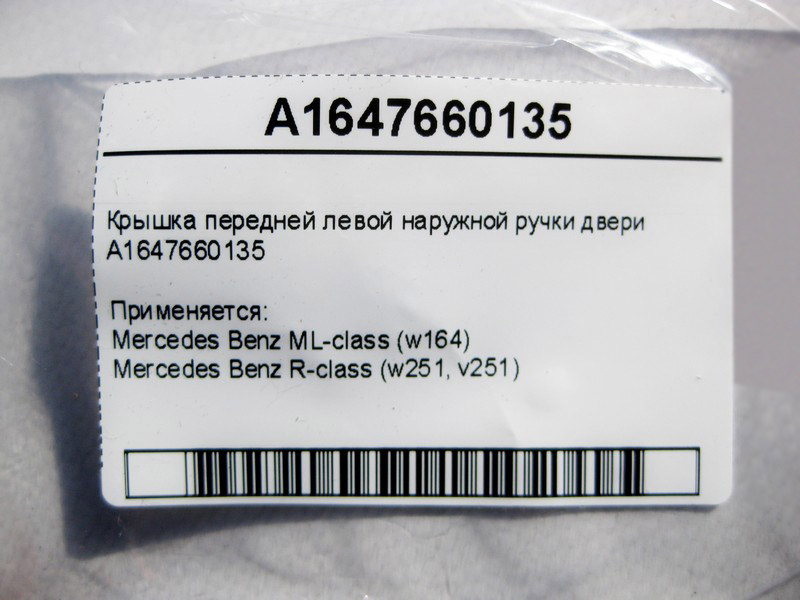 A1647660135
Крышка передней левой наружной ручки двери
A1647660135
Применяется:
Mercedes Benz ML-class (w164)
Mercedes Benz R-class (w251, v251)